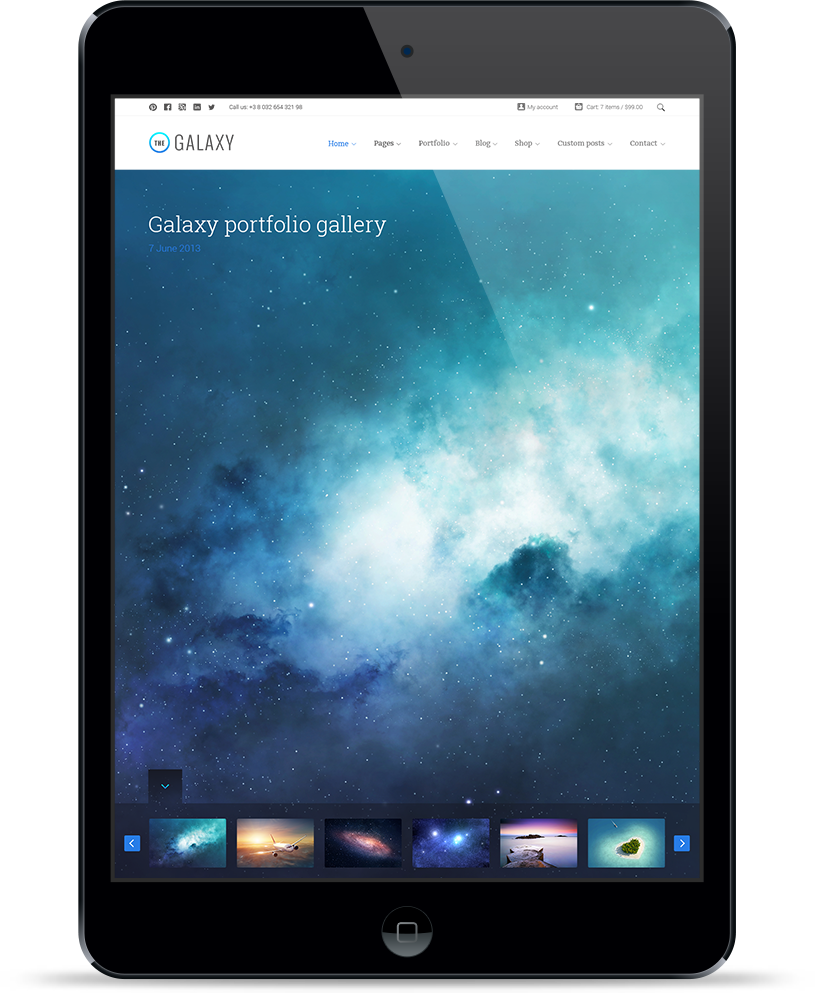 Call us: +3 8 032 654 321 98
My account
Cart: 7 items / $99.00
THE GALAXY
Home
Pages
Portfolio
Blog
Shop
Custom posts
Contact
Galaxy portfolio gallery
7 June 2013